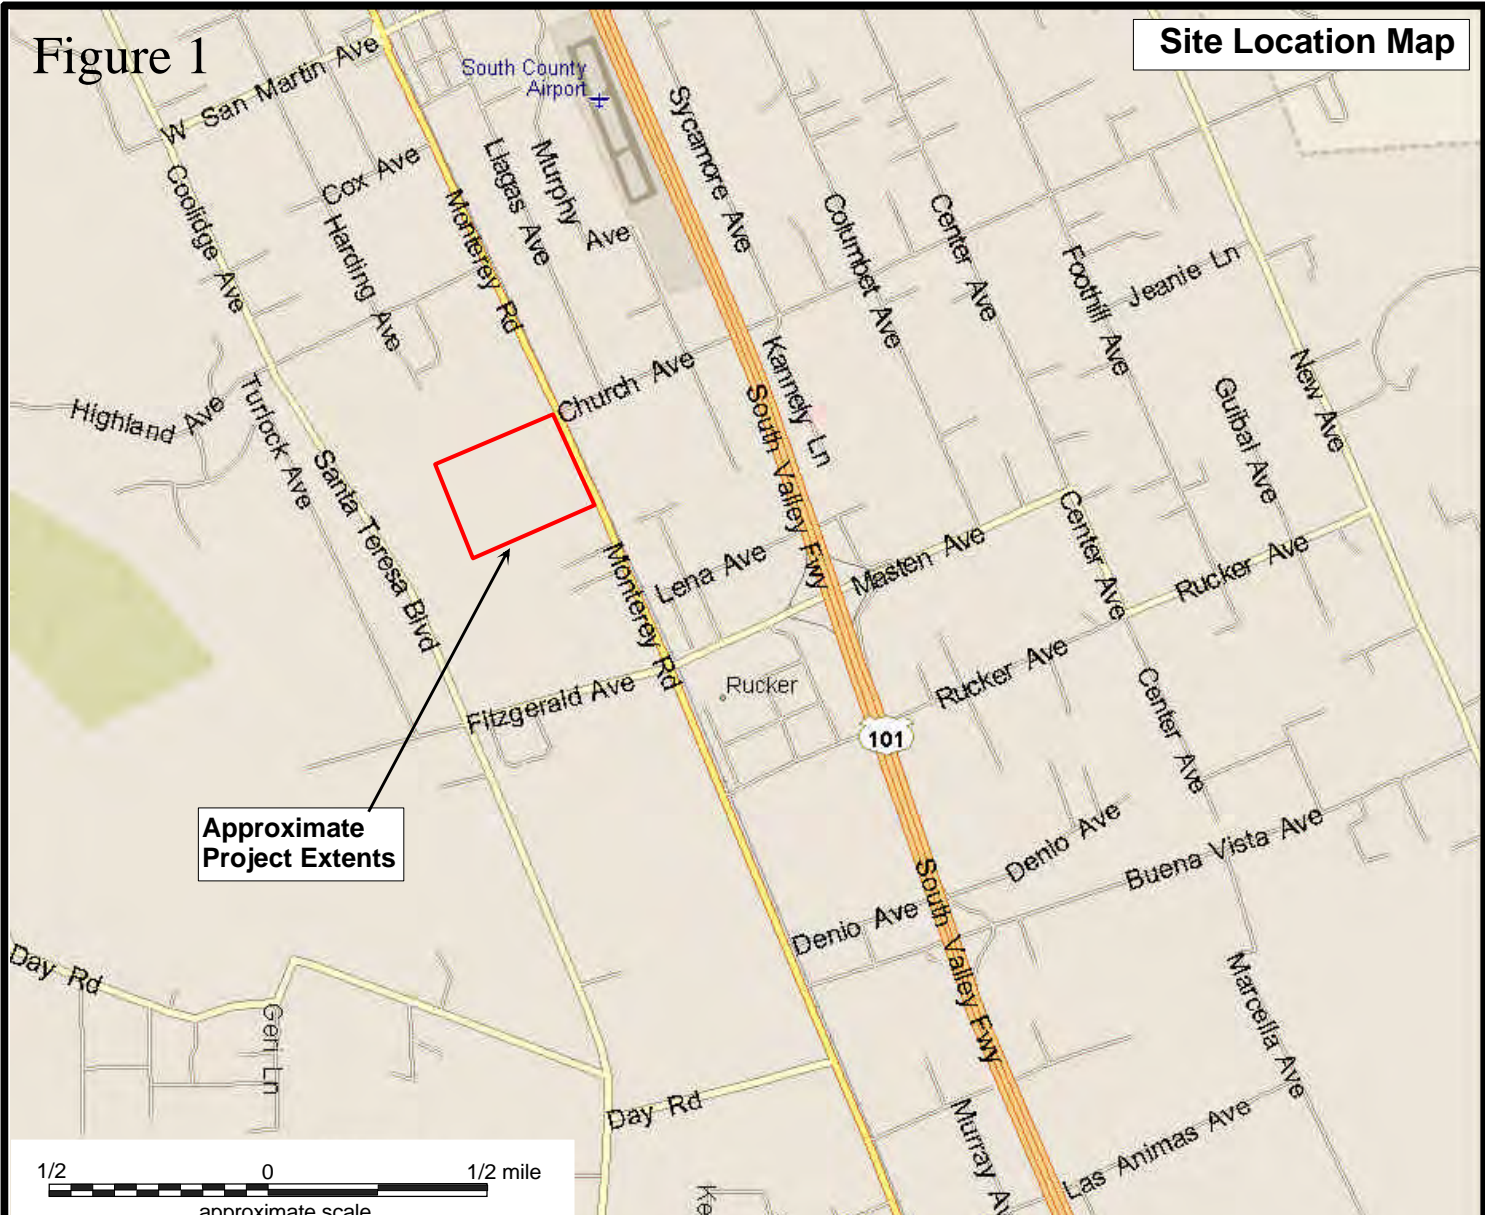 Figure 1
Site Location Map
South County
Airport
W San Martin Ave
Cox Ave
Coolidge Ave
Harding Ave
Monterey Rd
Llagas Ave
Murphy
Ave
Sycamore Ave
Columbet Ave
Center Ave
Foothill Ave
Jeanie Ln
New Ave
Guibal Ave
Church Ave
Kannely Ln
South Valley Fwy
Highland Ave
Turlock Ave
Santa Teresa Blvd
Monterey Rd
Lena Ave
Masten Ave
Center Ave
Rucker Ave
Fitzgerald Ave
Rucker
Rucker Ave
Center Ave
101
Approximate
Project Extents
Denio Ave
Buena Vista Ave
Denio Ave
South Valley Fwy
Marcella Ave
Day Rd
Geri Ln
Day Rd
Murray Av
Las Animas Ave
Ke
1/2 0 1/2 mile
approximate scale